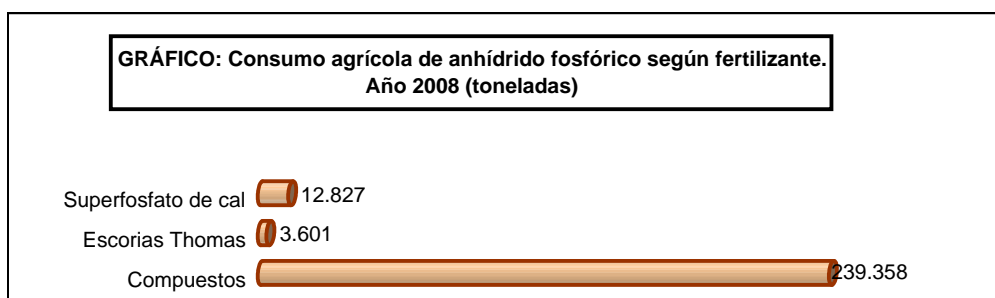 GRÁFICO: Consumo agrícola de anhídrido fosfórico según fertilizante.
Año 2008 (toneladas)
Superfosfato de cal 12.827
Escorias Thomas 3.601
Compuestos 239.358